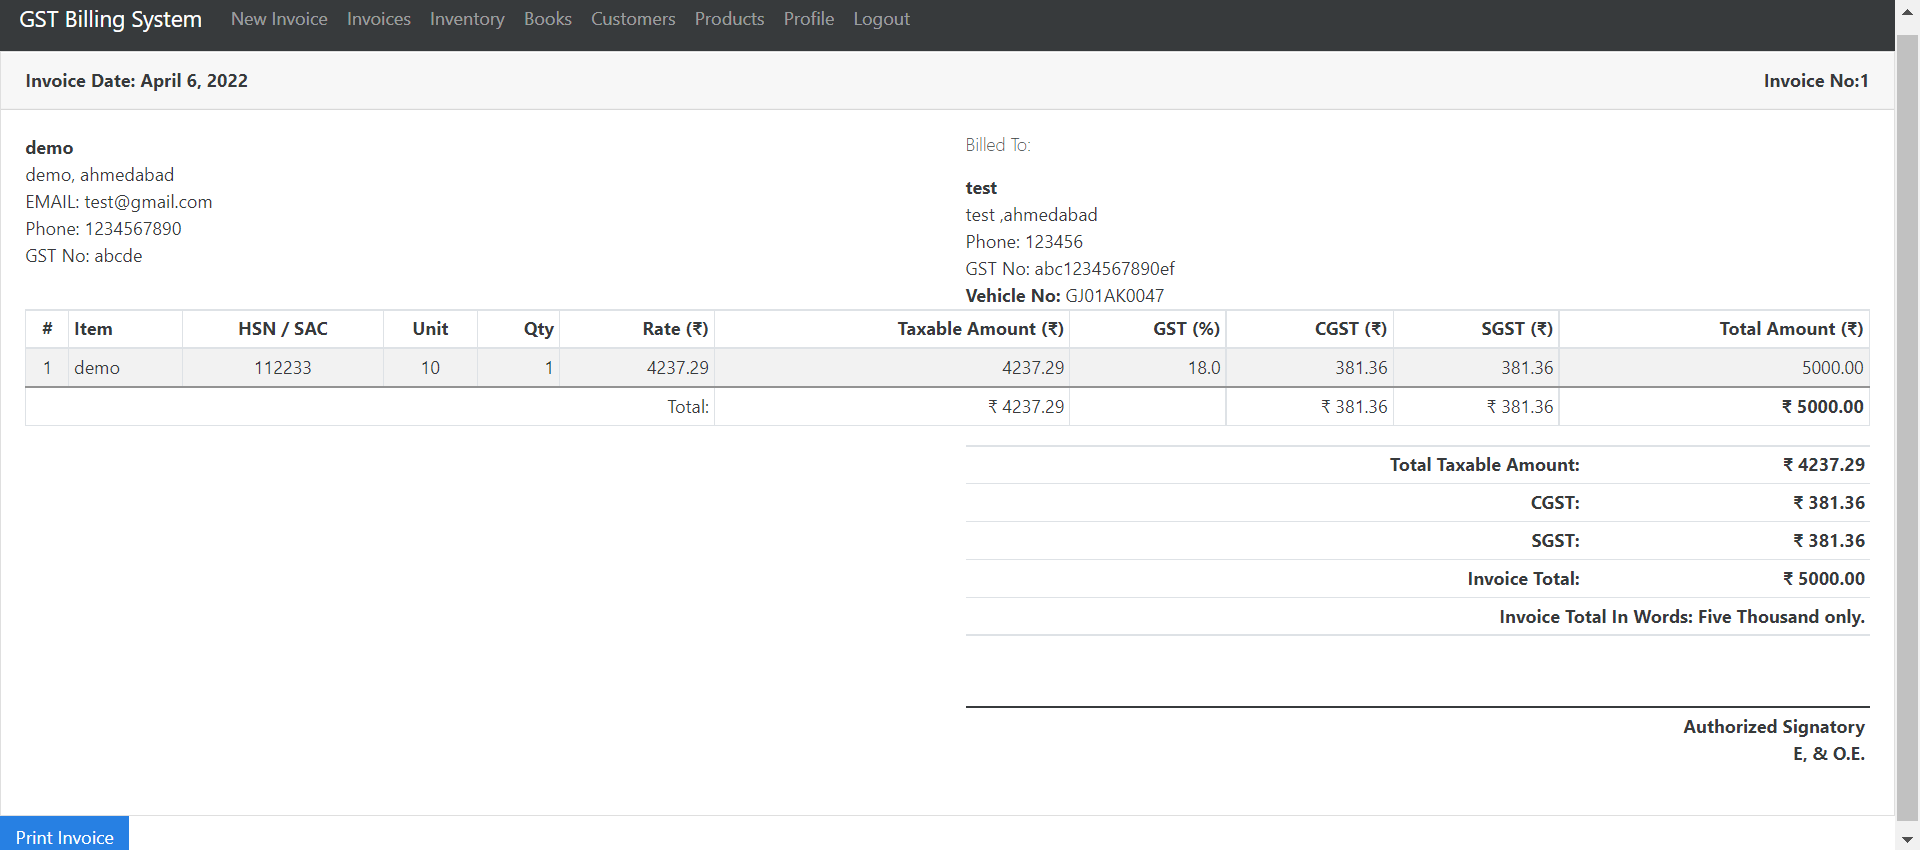 GST Billing System New Invoice Invoices Inventory Books Customers Products Profile Logout
Invoice Date: April 6, 2022 Invoice No:1
demo
demo, ahmedabad
EMAIL: test@gmail.com
Phone: 1234567890
GST No: abcde
Billed To:
test
test ,ahmedabad
Phone: 123456
GST No: abc1234567890ef
Vehicle No: GJ01AK0047
# Item HSN / SAC Unit Qty Rate (₹) Taxable Amount (₹) GST (%) CGST (₹) SGST (₹) Total Amount (₹)
1 demo 112233 10 1 4237.29 4237.29 18.0 381.36 381.36 5000.00
Total: ₹ 4237.29 ₹ 381.36 ₹ 381.36 ₹ 5000.00
Total Taxable Amount: ₹ 4237.29
CGST: ₹ 381.36
SGST: ₹ 381.36
Invoice Total: ₹ 5000.00
Invoice Total In Words: Five Thousand only.
Authorized Signatory
E, & O.E.
Print Invoice